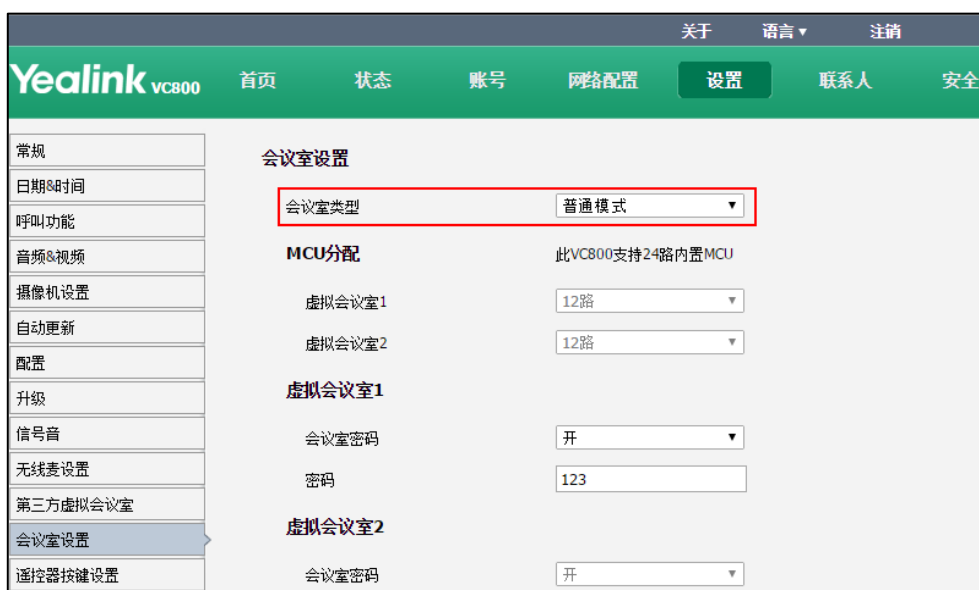 关于 语言▼ 注销
Yealink VC800 首页 状态 账号 网络配置 设置 联系人 安全
常规
日期&时间
呼叫功能
音频&视频
摄像机设置
自动更新
配置
升级
信号音
无线麦设置
第三方虚拟会议室
会议室设置
遥控器按键设置
会议室设置
会议室类型 普通模式
MCU分配 此VC800支持24路内置MCU
虚拟会议室1 12路
虚拟会议室2 12路
虚拟会议室1
会议室密码 开
密码 123
虚拟会议室2
会议室密码 开